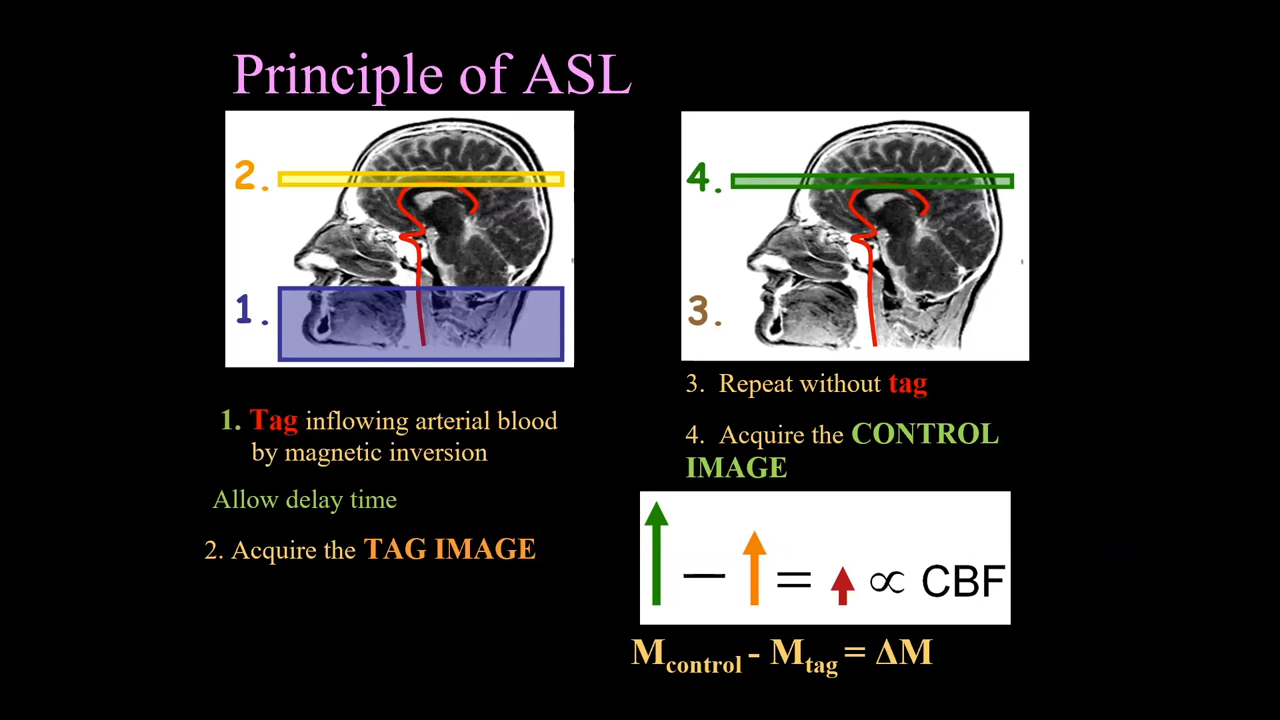 Principle of ASL
2.
1.
4.
3.
1. Tag inflowing arterial blood
by magnetic inversion
Allow delay time
2. Acquire the TAG IMAGE
3. Repeat without tag
4. Acquire the CONTROL
IMAGE
− = ∝ CBF
Mcontrol - Mtag = ΔM